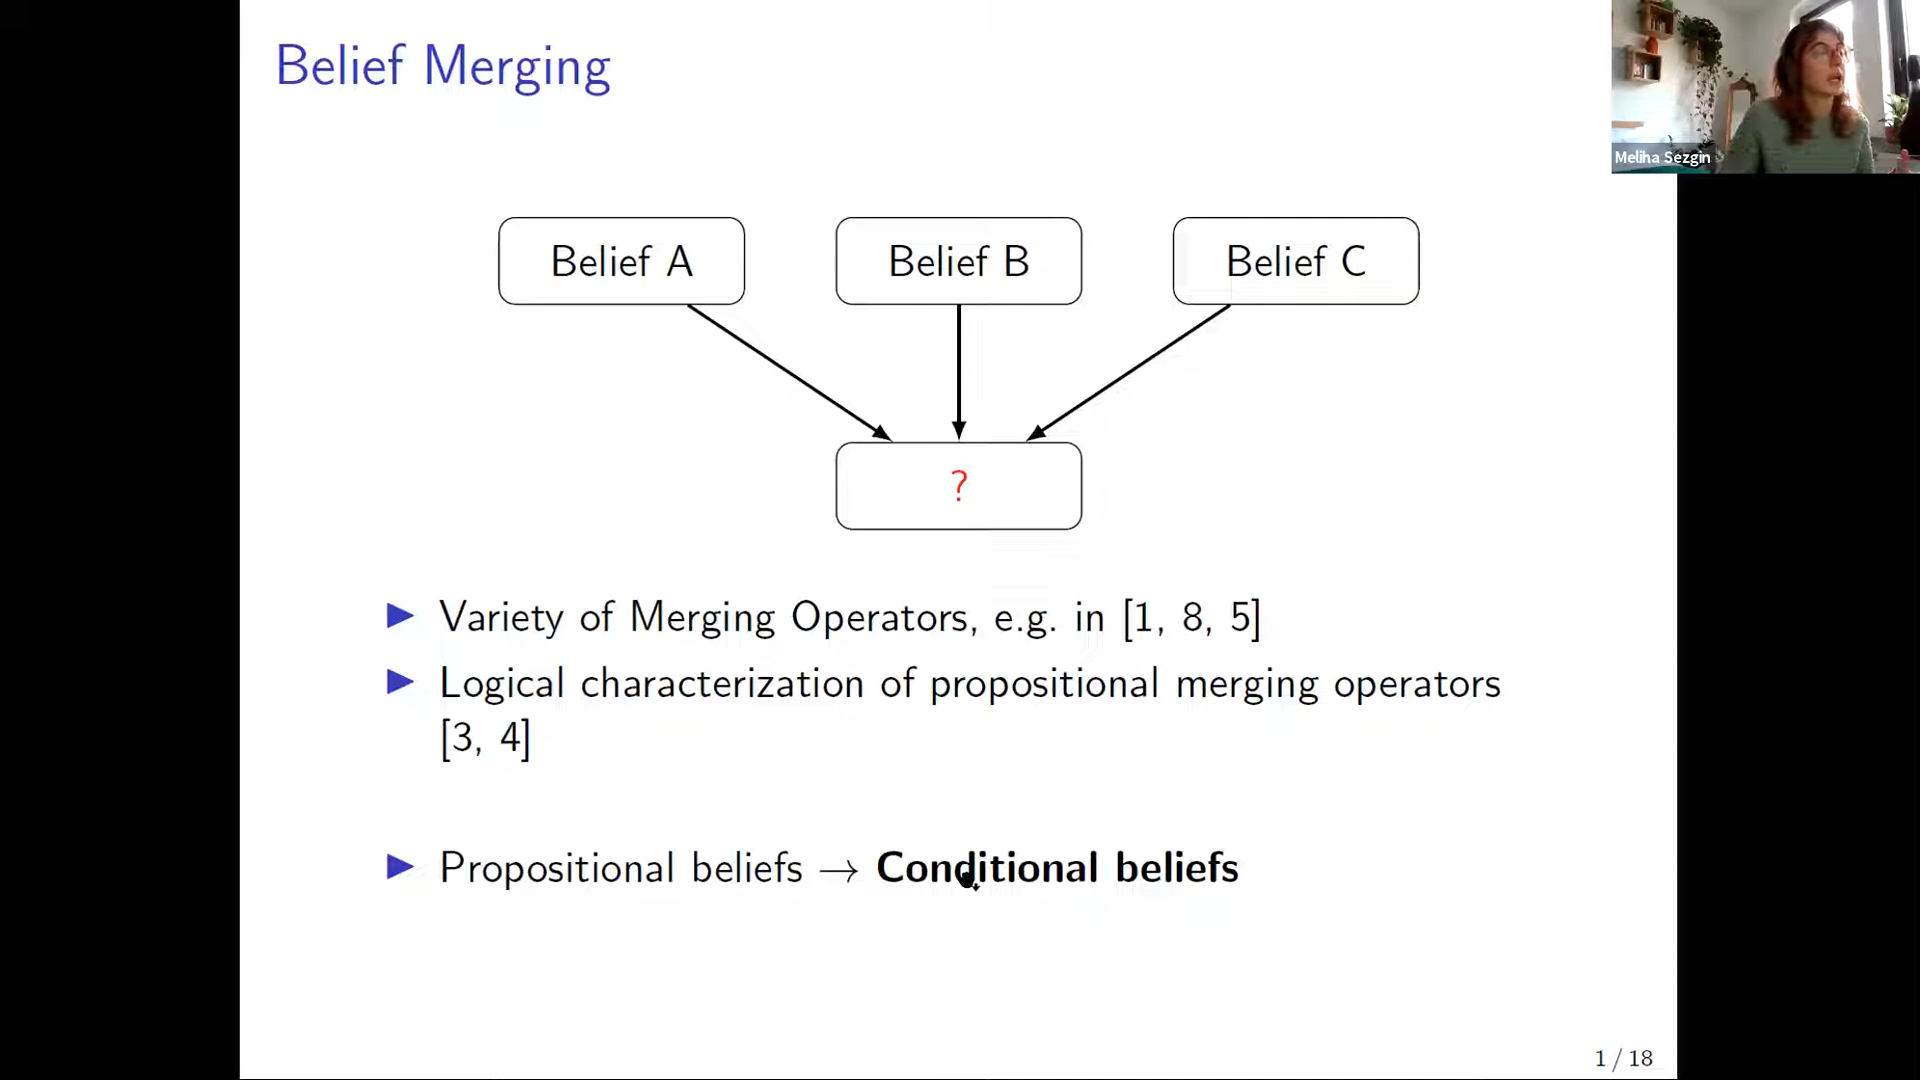 Belief Merging
Meliha Sezgin
Belief A
Belief B
Belief C
?
▶ Variety of Merging Operators, e.g. in [1, 8, 5]
▶ Logical characterization of propositional merging operators
[3, 4]
▶ Propositional beliefs → Conditional beliefs
1 / 18